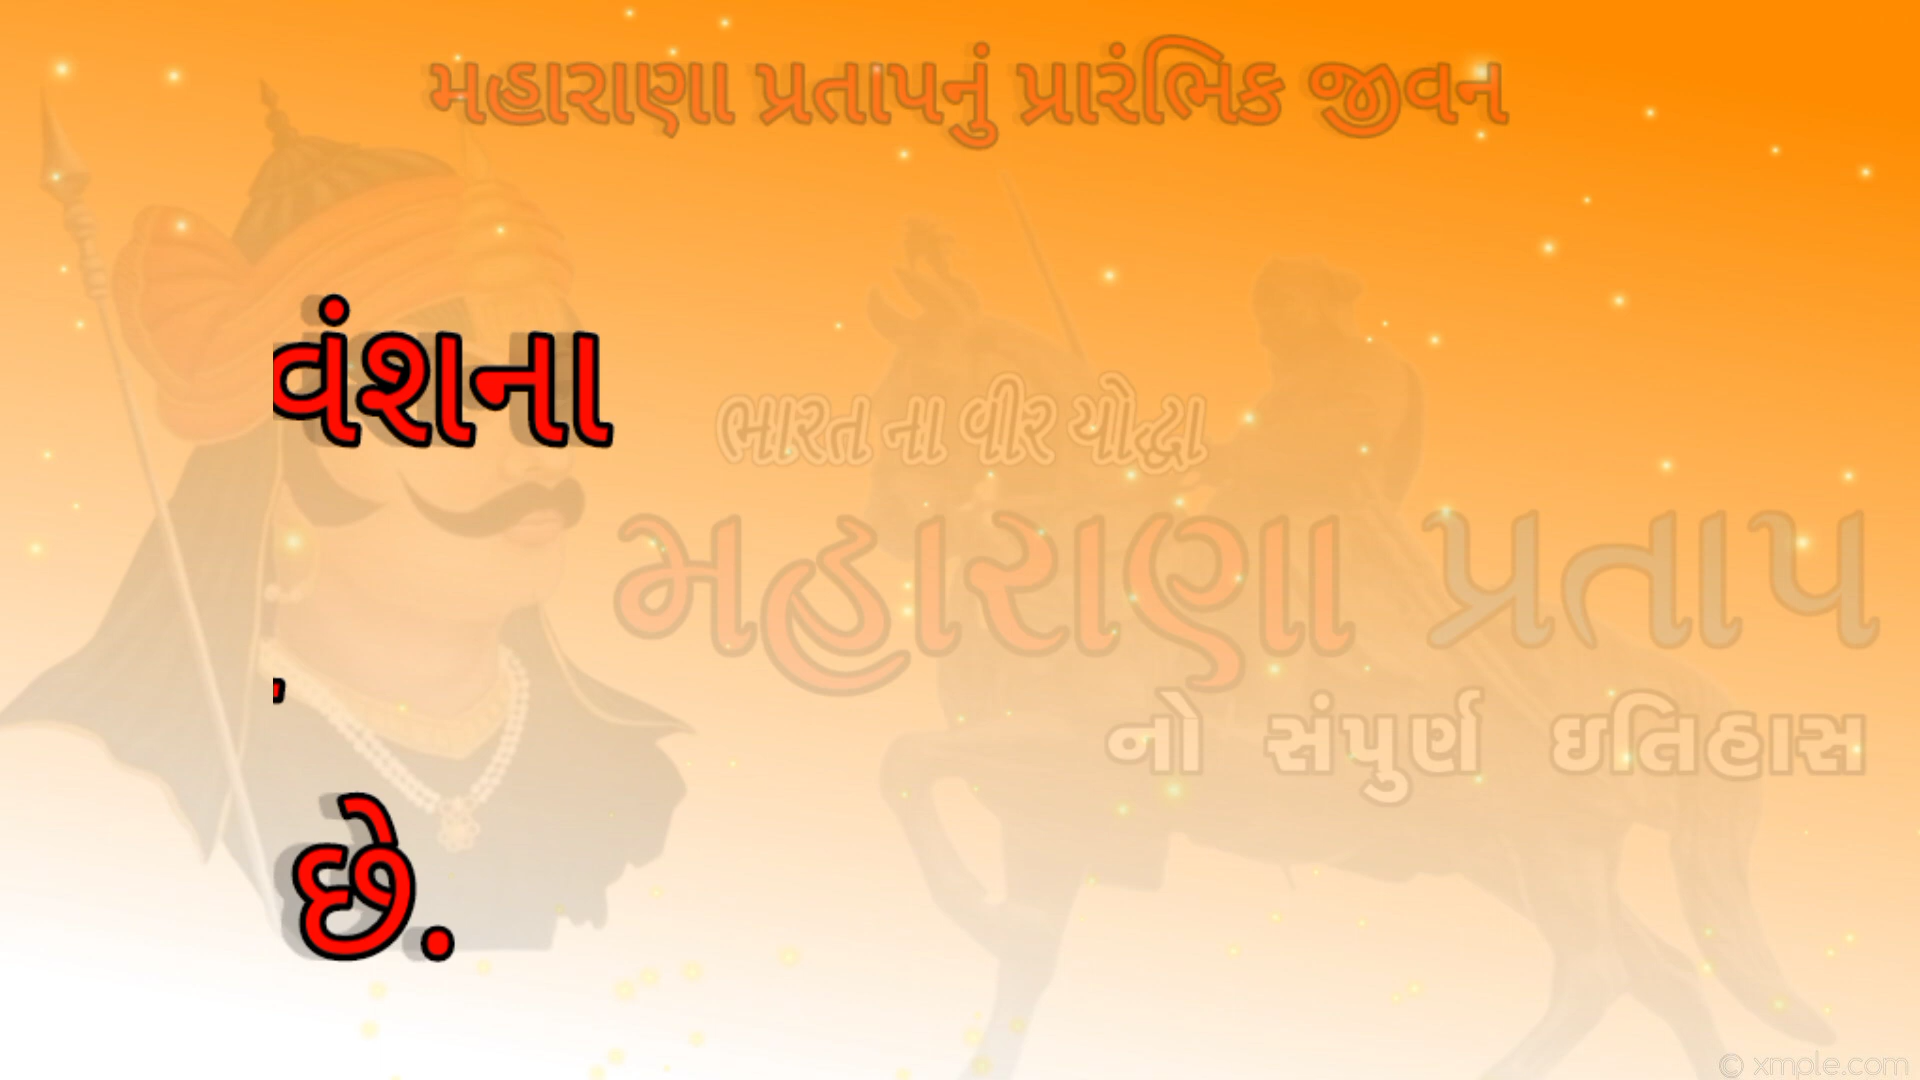 મહારાણા પ્રતાપનું પ્રારંભિક જીવન
વંશના
ભારત ના વીર યોદ્ધા
મહારાણા પ્રતાપ
નો સંપુર્ણ ઇતિહાસ
છે.
© xmple.com